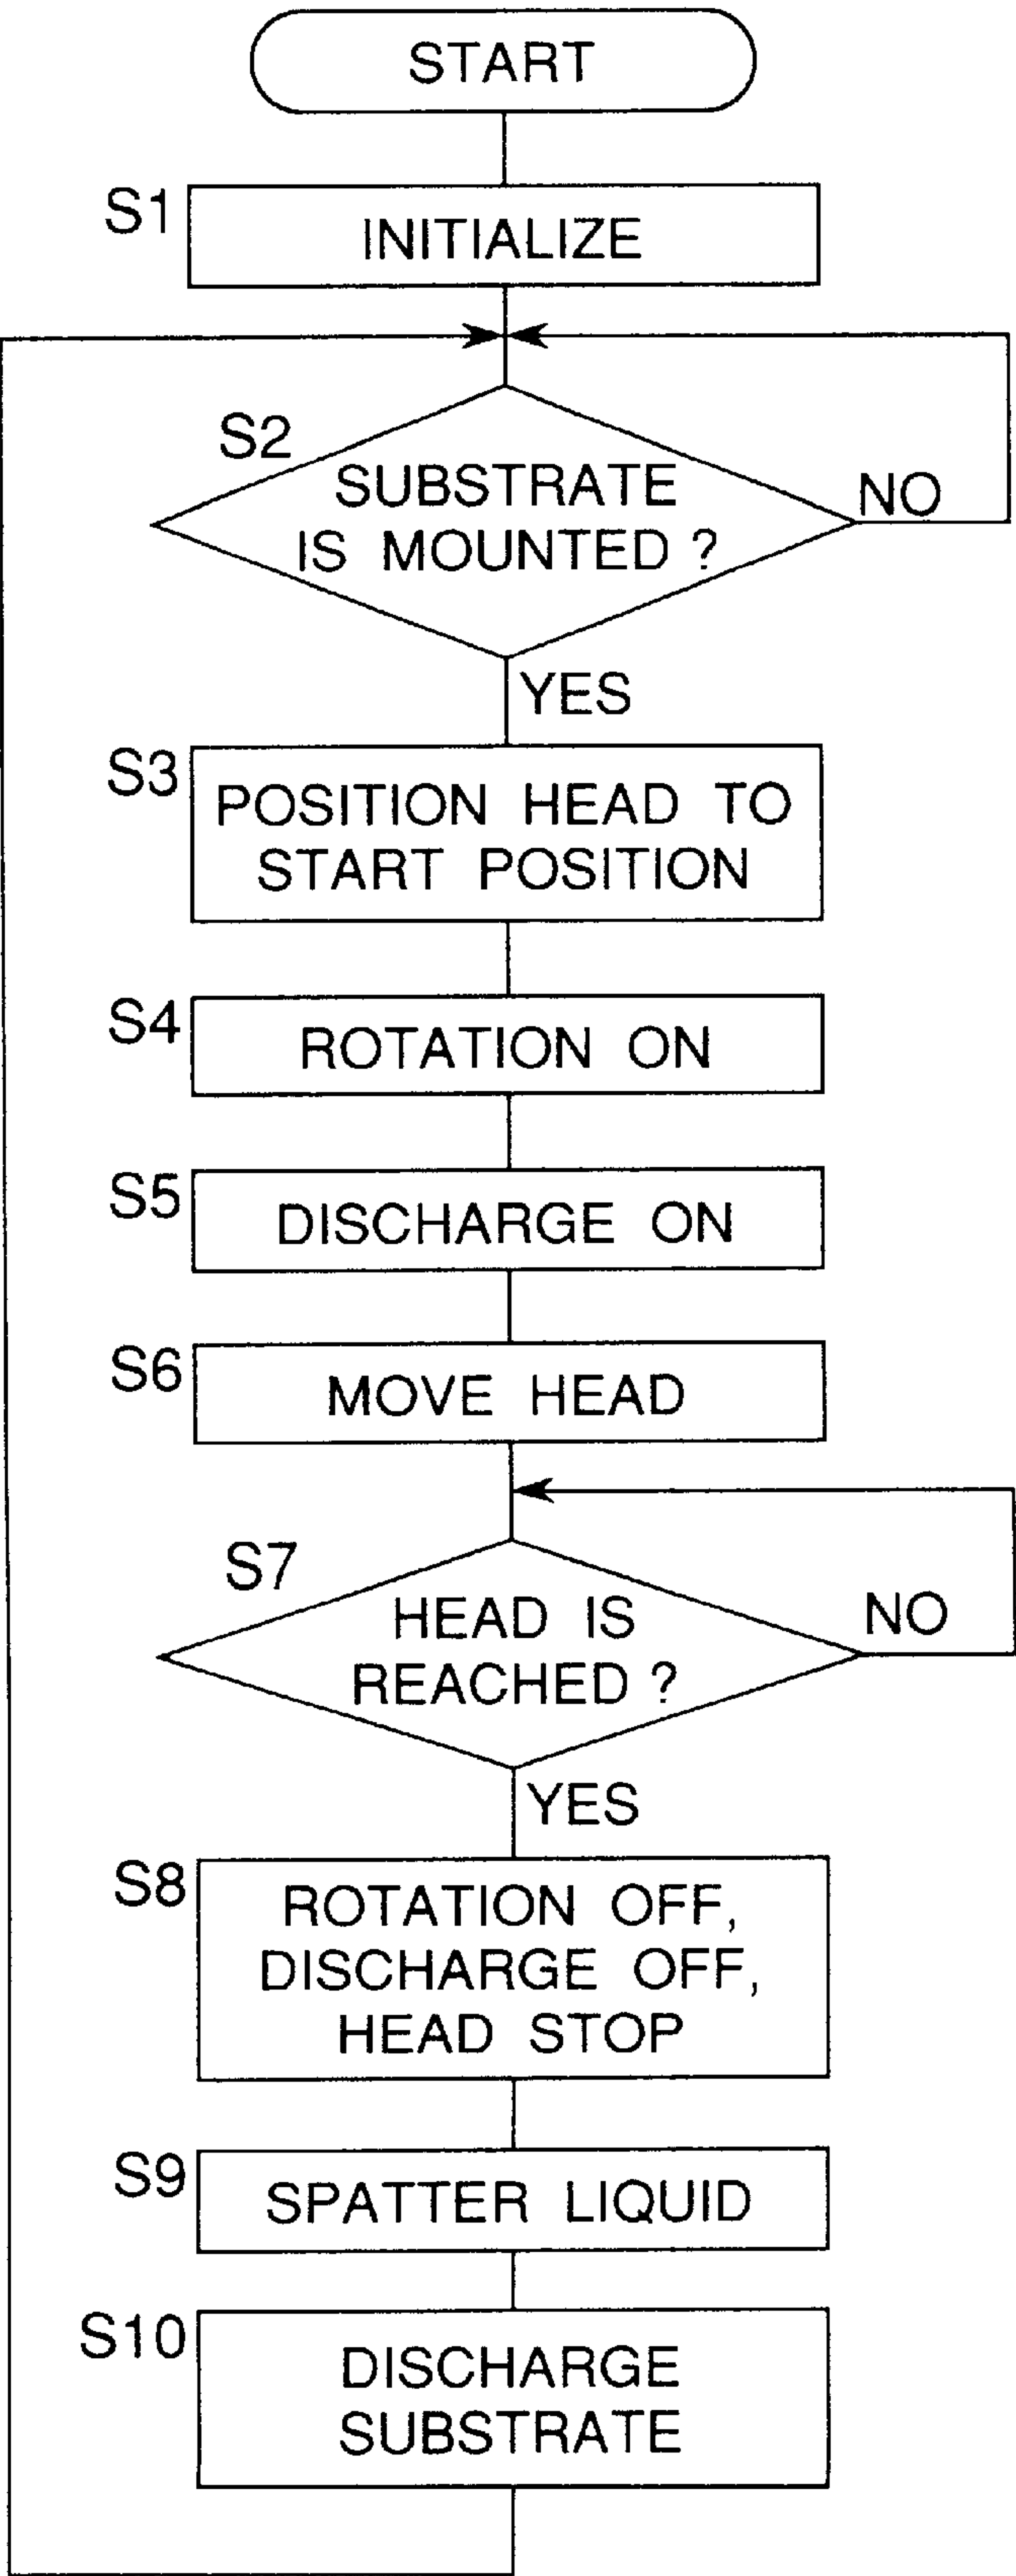 START
S1
INITIALIZE
S2
SUBSTRATE
IS MOUNTED ?
NO
YES
S3
POSITION HEAD TO
START POSITION
S4
ROTATION ON
S5
DISCHARGE ON
S6
MOVE HEAD
S7
HEAD IS
REACHED ?
NO
YES
S8
ROTATION OFF,
DISCHARGE OFF,
HEAD STOP
S9
SPATTER LIQUID
S10
DISCHARGE
SUBSTRATE